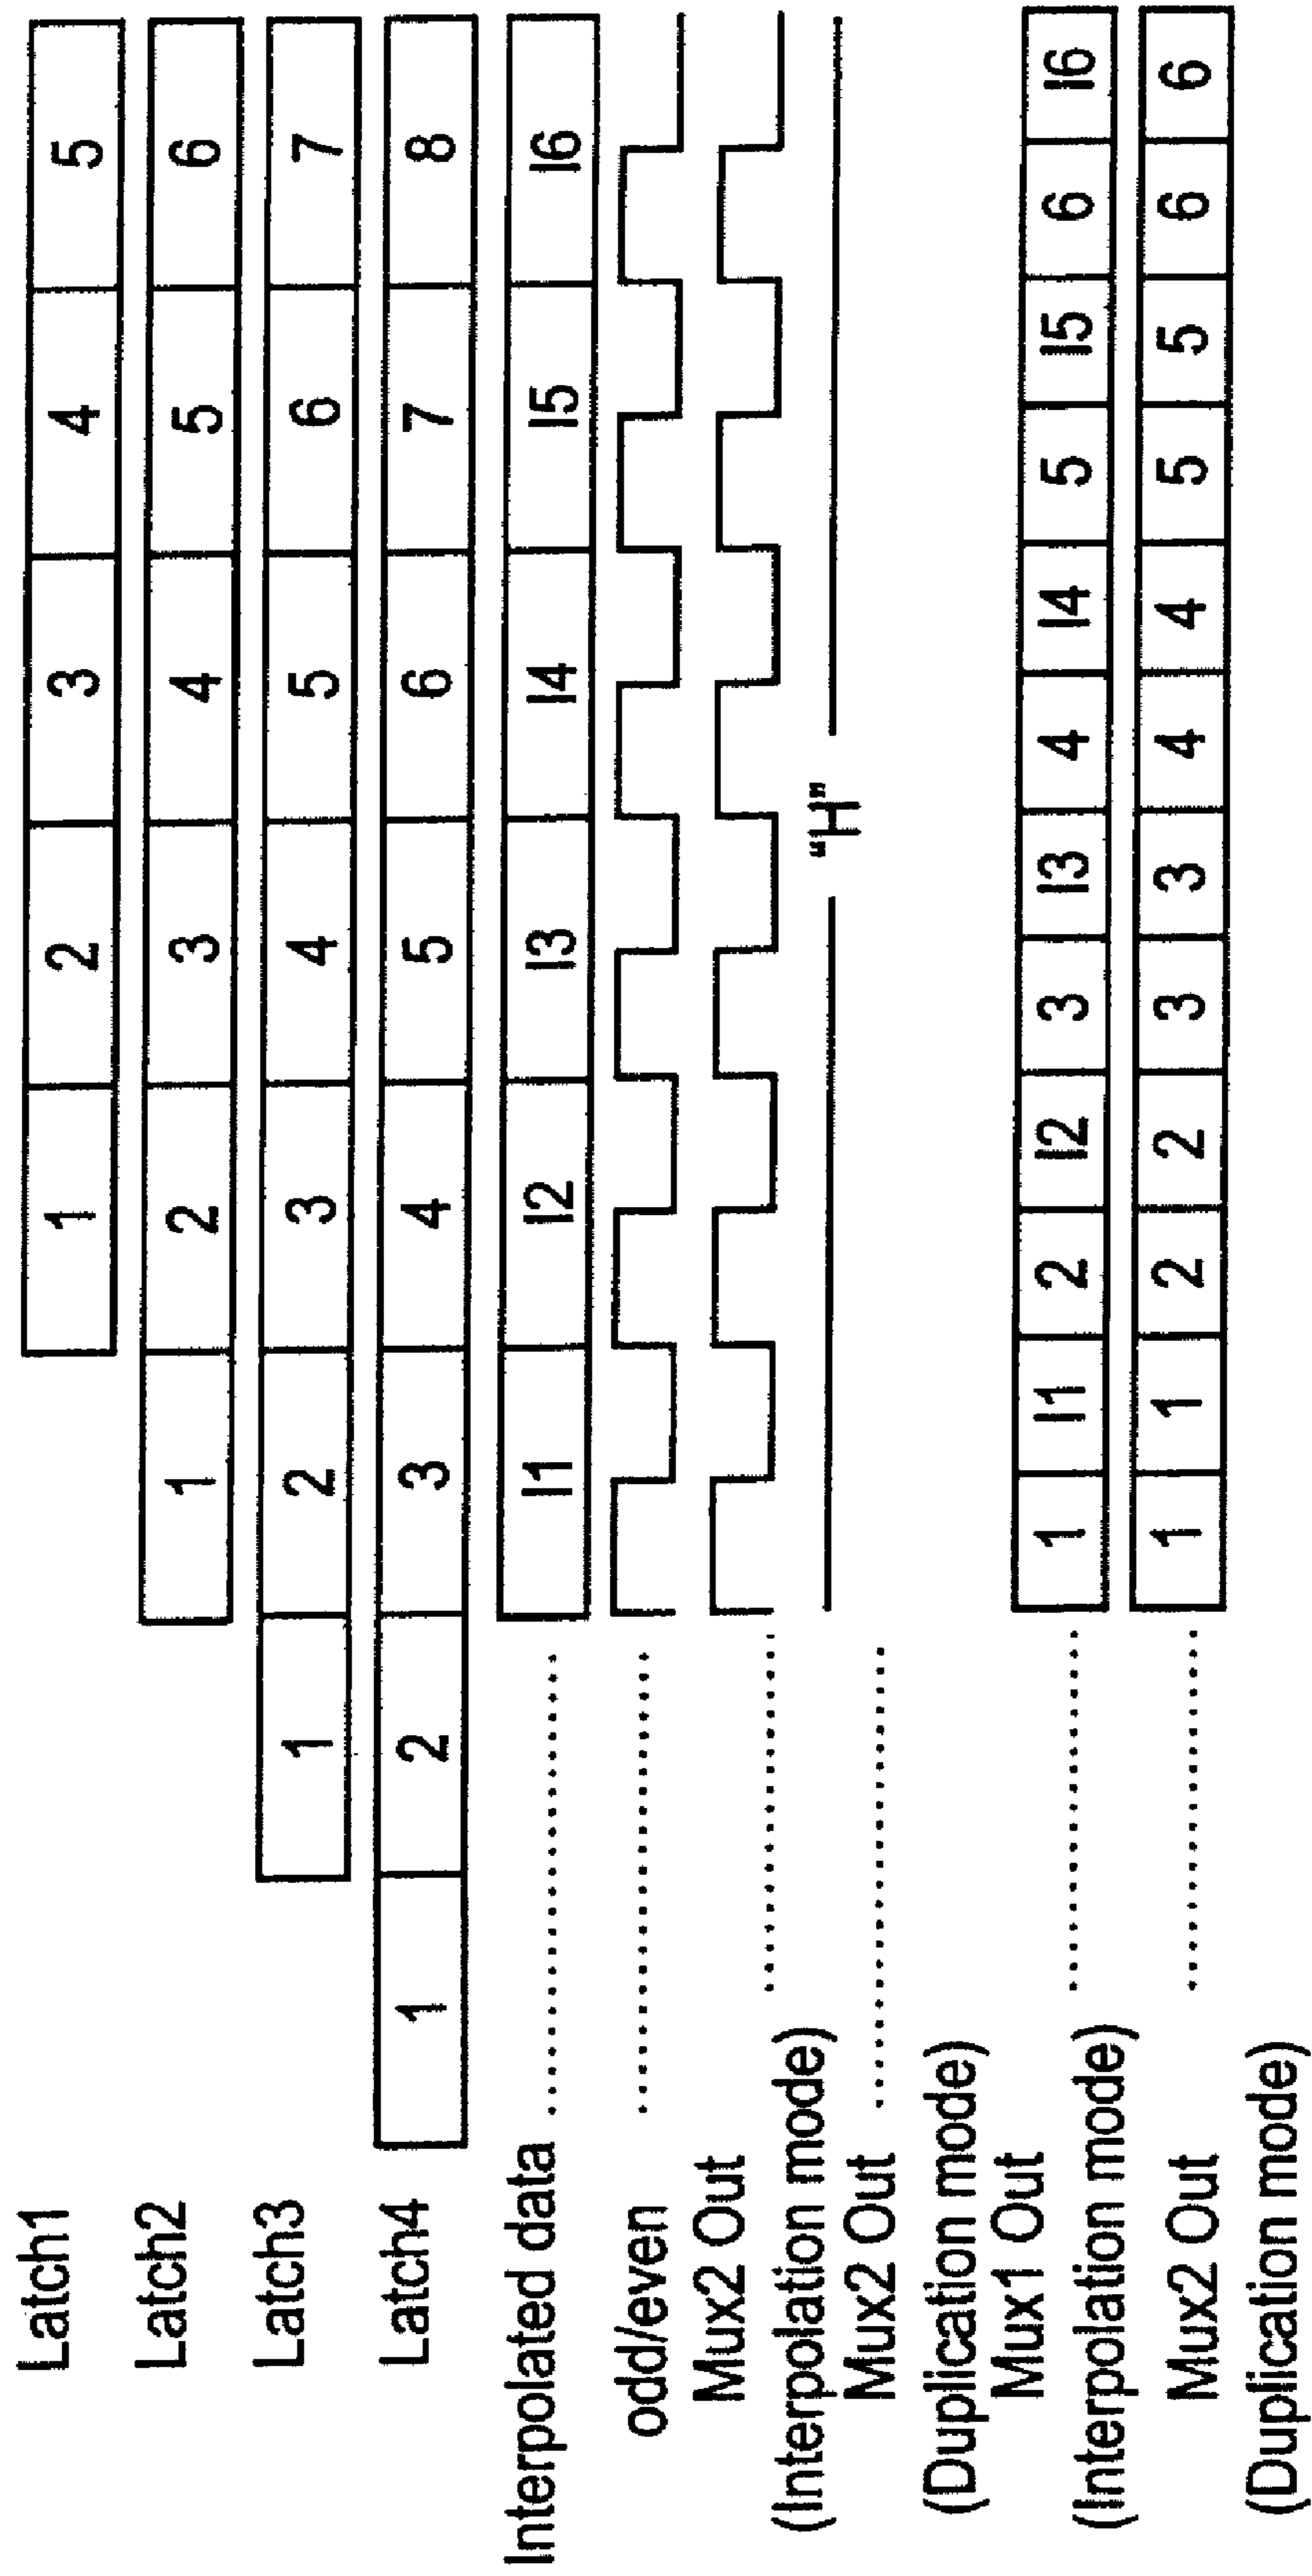 Latch1 1 2 3 4 5
Latch2 1 2 3 4 5 6
Latch3 1 2 3 4 5 6 7
Latch4 1 2 3 4 5 6 7 8
Interpolated data I1 I2 I3 I4 I5 I6
odd/even
Mux2 Out
(Interpolation mode)
Mux2 Out "H"
(Duplication mode)
Mux1 Out 1 I1 2 I2 3 I3 4 I4 5 I5 6 I6
(Interpolation mode)
Mux2 Out 1 1 2 2 3 3 4 4 5 5 6 6
(Duplication mode)